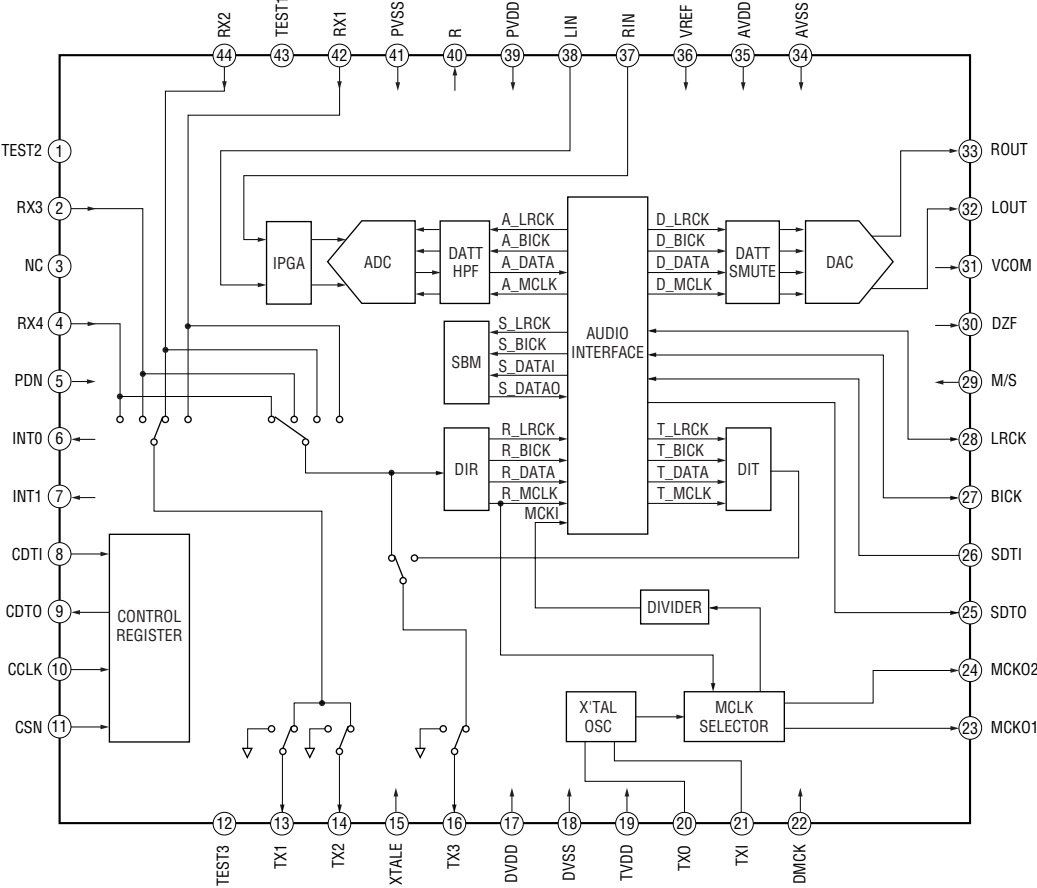 RX2 TEST1 RX1 PVSS R PVDD LIN RIN VREF AVDD AVSS
44 43 42 41 40 39 38 37 36 35 34
TEST2 1
RX3 2
NC 3
RX4 4
PDN 5
INT0 6
INT1 7
CDTI 8
CDTO 9
CCLK 10
CSN 11
33 ROUT
32 LOUT
31 VCOM
30 DZF
29 M/S
28 LRCK
27 BICK
26 SDTI
25 SDTO
24 MCKO2
23 MCKO1
IPGA
ADC
DATT
HPF
A_LRCK
A_BICK
A_DATA
A_MCLK
D_LRCK
D_BICK
D_DATA
D_MCLK
DATT
SMUTE
DAC
AUDIO
INTERFACE
SBM
S_LRCK
S_BICK
S_DATAI
S_DATAO
DIR
R_LRCK
R_BICK
R_DATA
R_MCLK
MCKI
T_LRCK
T_BICK
T_DATA
T_MCLK
DIT
CONTROL
REGISTER
DIVIDER
X'TAL
OSC
MCLK
SELECTOR
12 13 14 15 16 17 18 19 20 21 22
TEST3 TX1 TX2 XTALE TX3 DVDD DVSS TVDD TXO TXI DMCK